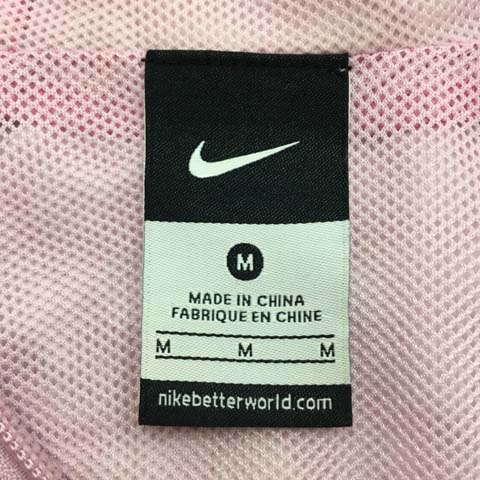 M
MADE IN CHINA
FABRIQUE EN CHINE
M M M
nikebetterworld.com